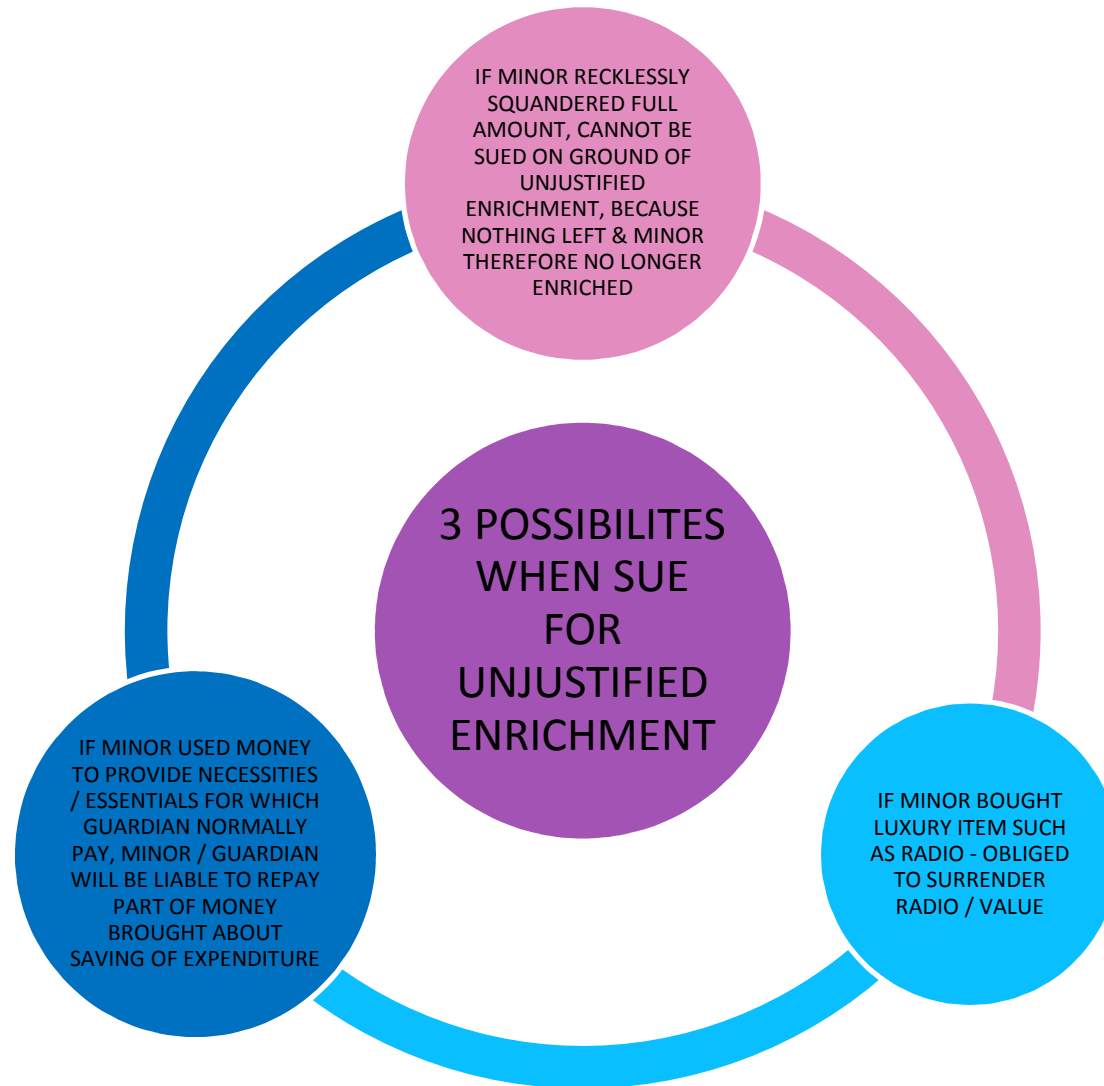 IF MINOR RECKLESSLY
SQUANDERED FULL
AMOUNT, CANNOT BE
SUED ON GROUND OF
UNJUSTIFIED
ENRICHMENT, BECAUSE
NOTHING LEFT & MINOR
THEREFORE NO LONGER
ENRICHED
3 POSSIBILITES
WHEN SUE
FOR
UNJUSTIFIED
ENRICHMENT
IF MINOR BOUGHT
LUXURY ITEM SUCH
AS RADIO - OBLIGED
TO SURRENDER
RADIO / VALUE
IF MINOR USED MONEY
TO PROVIDE NECESSITIES
/ ESSENTIALS FOR WHICH
GUARDIAN NORMALLY
PAY, MINOR / GUARDIAN
WILL BE LIABLE TO REPAY
PART OF MONEY
BROUGHT ABOUT
SAVING OF EXPENDITURE